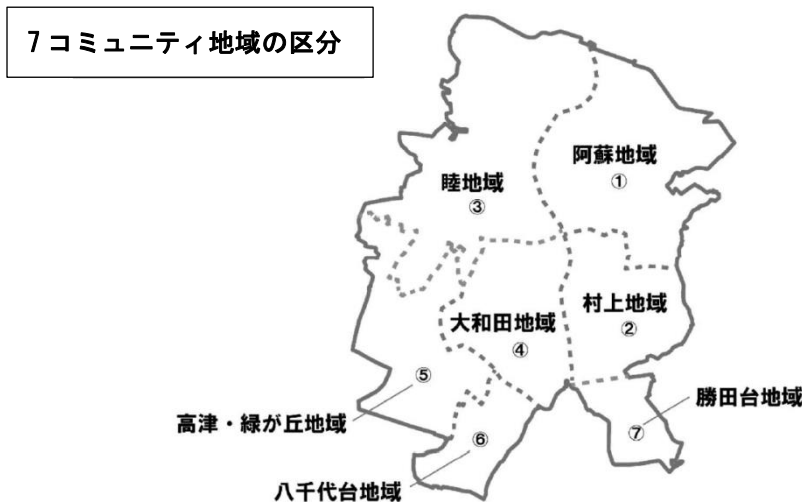 7コミュニティ地域の区分
阿蘇地域
①
睦地域
③
村上地域
②
大和田地域
④
⑤
勝田台地域
⑦
高津・緑が丘地域
⑥
八千代台地域